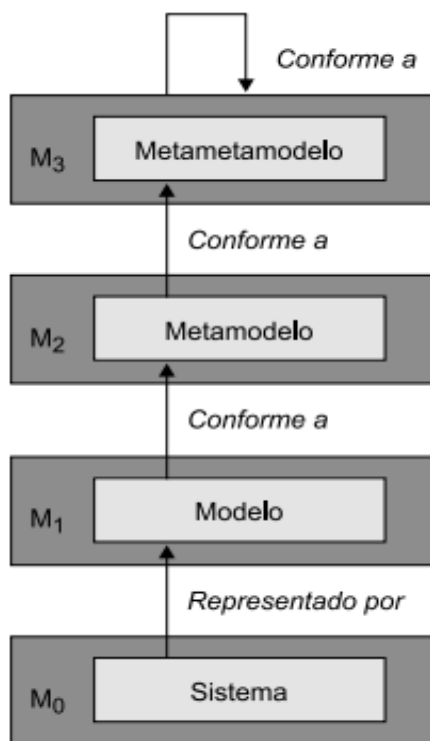 Conforme a
M₃ Metametamodelo
Conforme a
M₂ Metamodelo
Conforme a
M₁ Modelo
Representado por
M₀ Sistema